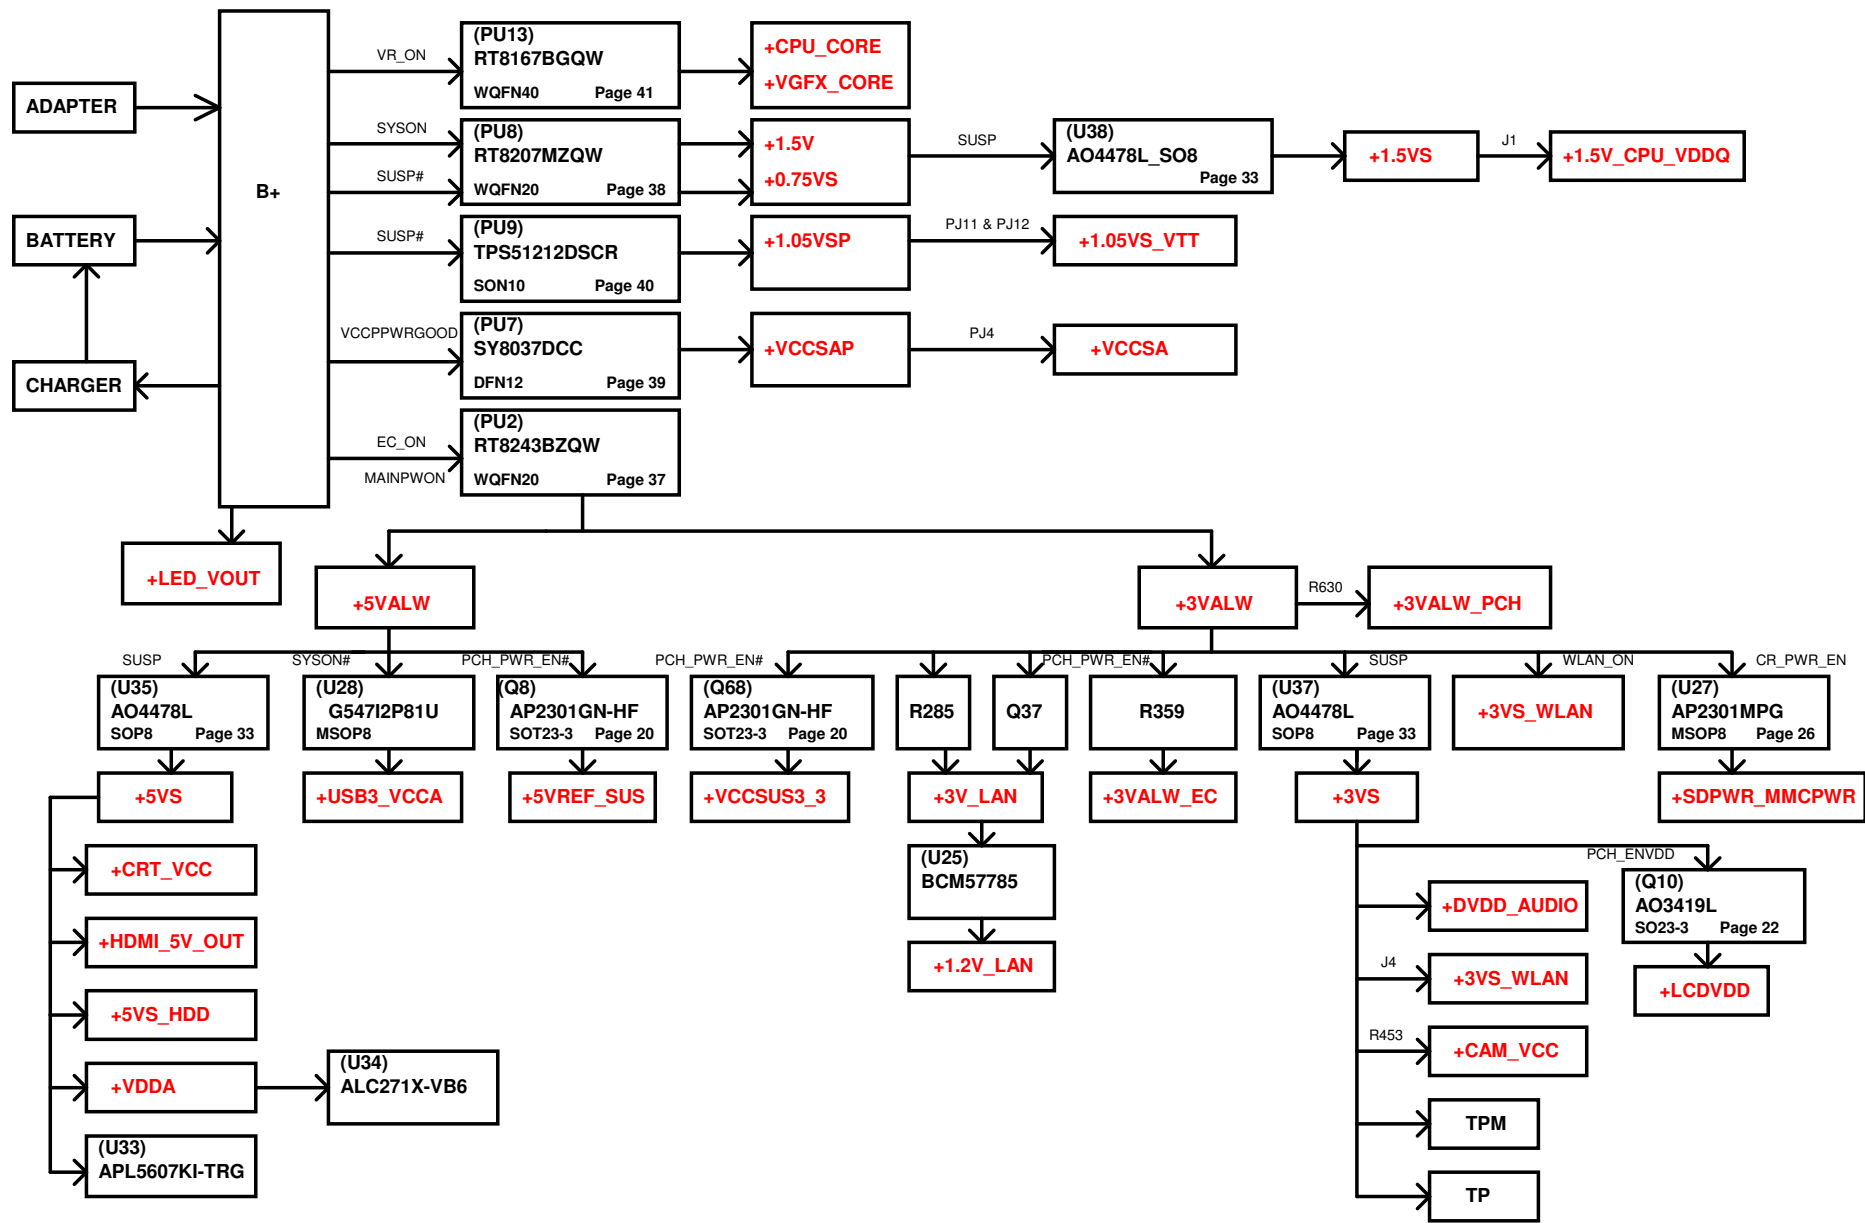 ADAPTER
BATTERY
CHARGER
B+
VR_ON
(PU13)
RT8167BGQW
WQFN40 Page 41
+CPU_CORE
+VGFX_CORE
SYSON
SUSP#
(PU8)
RT8207MZQW
WQFN20 Page 38
+1.5V
+0.75VS
SUSP
(U38)
AO4478L_SO8
Page 33
+1.5VS
J1
+1.5V_CPU_VDDQ
SUSP#
(PU9)
TPS51212DSCR
SON10 Page 40
+1.05VSP
PJ11 & PJ12
+1.05VS_VTT
VCCPPWRGOOD
(PU7)
SY8037DCC
DFN12 Page 39
+VCCSAP
PJ4
+VCCSA
EC_ON
MAINPWON
(PU2)
RT8243BZQW
WQFN20 Page 37
+LED_VOUT
+5VALW
+3VALW
R630
+3VALW_PCH
SUSP
(U35)
AO4478L
SOP8 Page 33
SYSON#
(U28)
G547I2P81U
MSOP8
PCH_PWR_EN#
(Q8)
AP2301GN-HF
SOT23-3 Page 20
PCH_PWR_EN#
(Q68)
AP2301GN-HF
SOT23-3 Page 20
R285
Q37
PCH_PWR_EN#
R359
SUSP
(U37)
AO4478L
SOP8 Page 33
WLAN_ON
+3VS_WLAN
CR_PWR_EN
(U27)
AP2301MPG
MSOP8 Page 26
+5VS
+USB3_VCCA
+5VREF_SUS
+VCCSUS3_3
+3V_LAN
+3VALW_EC
+3VS
+SDPWR_MMCPWR
+CRT_VCC
+HDMI_5V_OUT
+5VS_HDD
+VDDA
(U34)
ALC271X-VB6
(U33)
APL5607KI-TRG
(U25)
BCM57785
+1.2V_LAN
PCH_ENVDD
(Q10)
AO3419L
SO23-3 Page 22
+LCDVDD
+DVDD_AUDIO
J4
+3VS_WLAN
R453
+CAM_VCC
TPM
TP